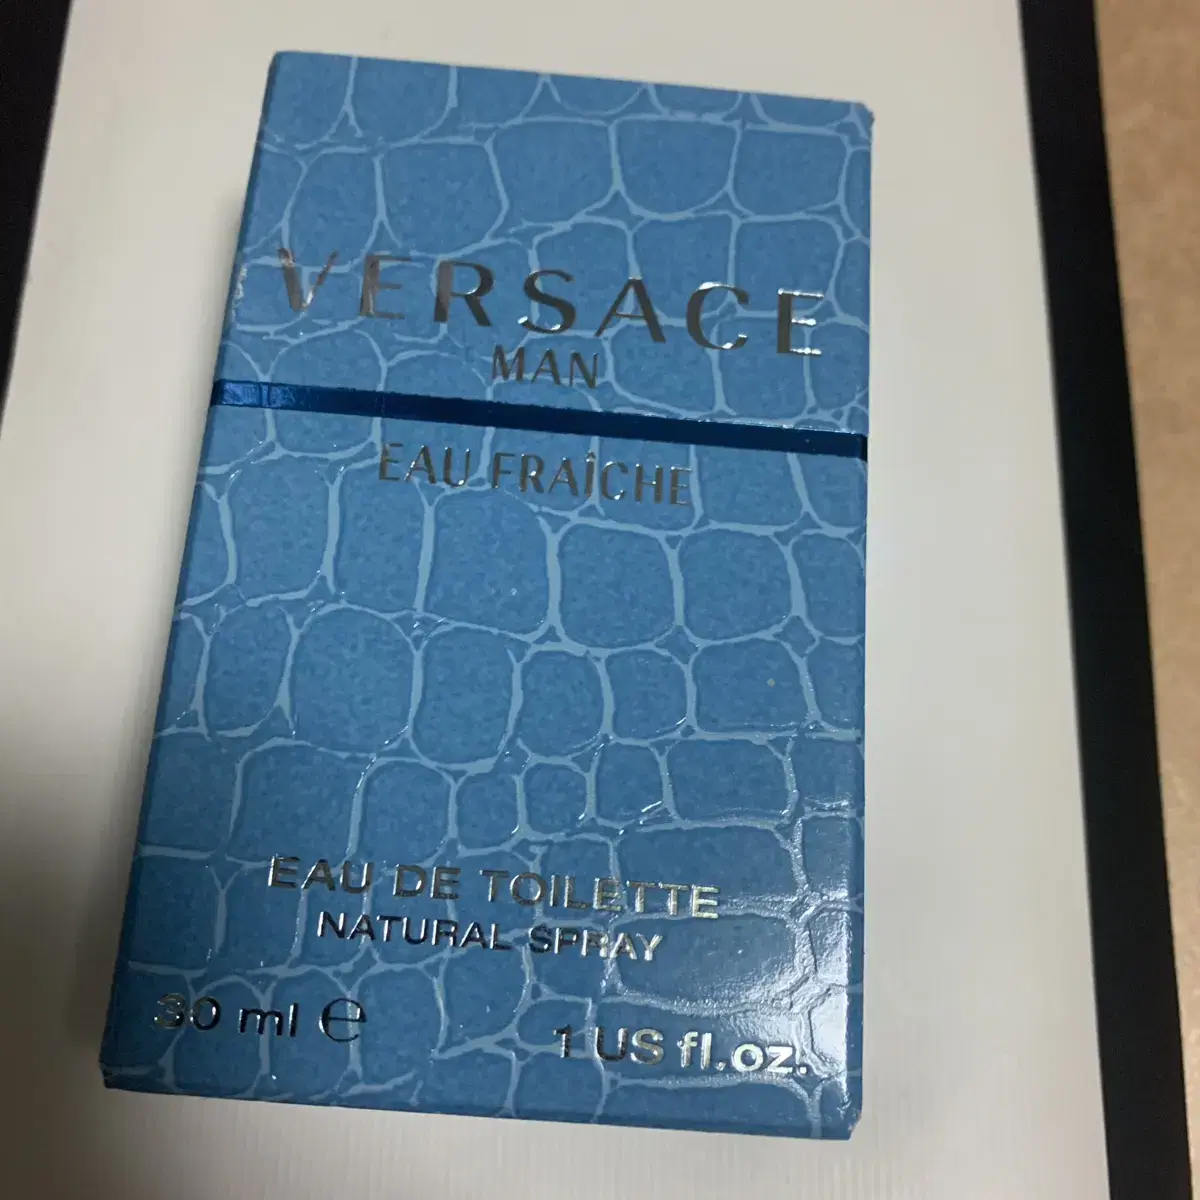 VERSACE
MAN
EAU FRAÎCHE
EAU DE TOILETTE
NATURAL SPRAY
30 ml ℮
1 US fl.oz.